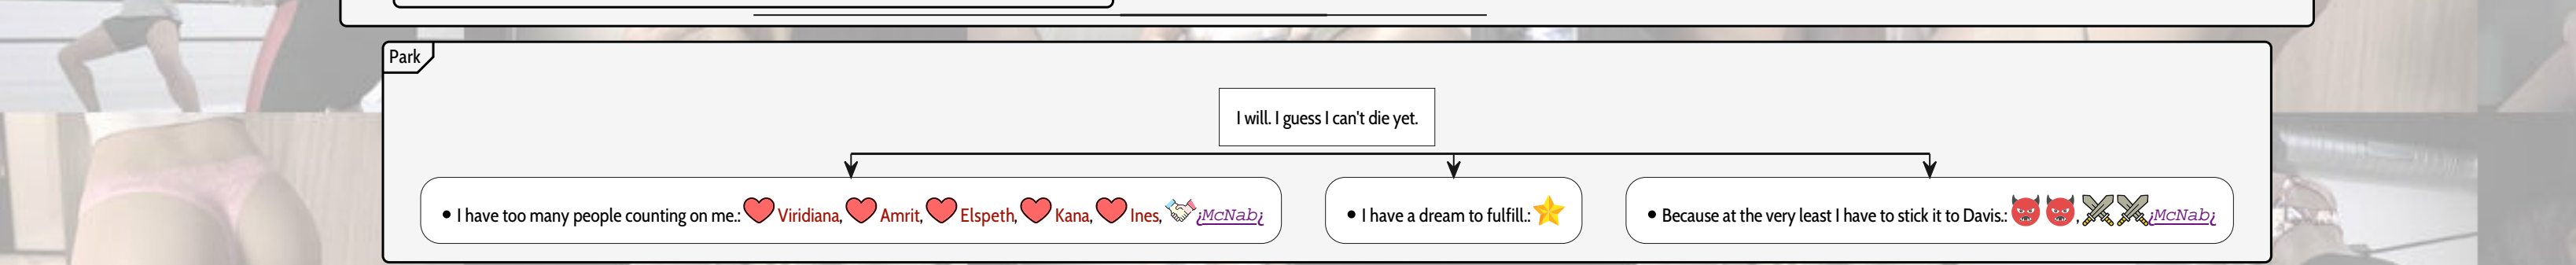 Park
I will. I guess I can't die yet.
• I have too many people counting on me.: ❤️ Viridiana, ❤️ Amrit, ❤️ Elspeth, ❤️ Kana, ❤️ Ines, 🤝¿McNab¿
• I have a dream to fulfill.: ⭐
• Because at the very least I have to stick it to Davis.: 👿👿, ⚔️⚔️¿McNab¿